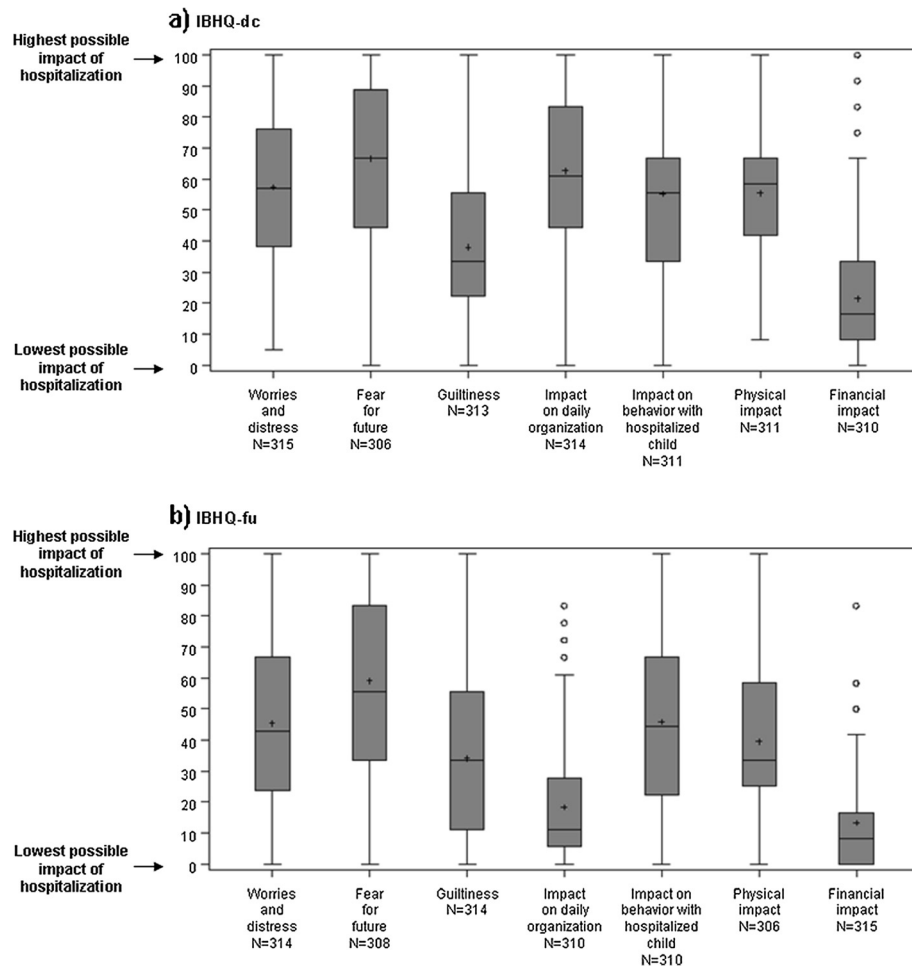 a) IBHQ-dc
Highest possible
impact of
hospitalization
100
90
80
70
60
50
40
30
20
10
0
Lowest possible
impact of
hospitalization
Worries
and
distress
N=315
Fear
for
future
N=306
Guiltiness
N=313
Impact
on daily
organization
N=314
Impact on
behavior with
hospitalized
child
N=311
Physical
impact
N=311
Financial
impact
N=310
b) IBHQ-fu
Highest possible
impact of
hospitalization
100
90
80
70
60
50
40
30
20
10
0
Lowest possible
impact of
hospitalization
Worries
and
distress
N=314
Fear
for
future
N=308
Guiltiness
N=314
Impact
on daily
organization
N=310
Impact on
behavior with
hospitalized
child
N=310
Physical
impact
N=306
Financial
impact
N=315